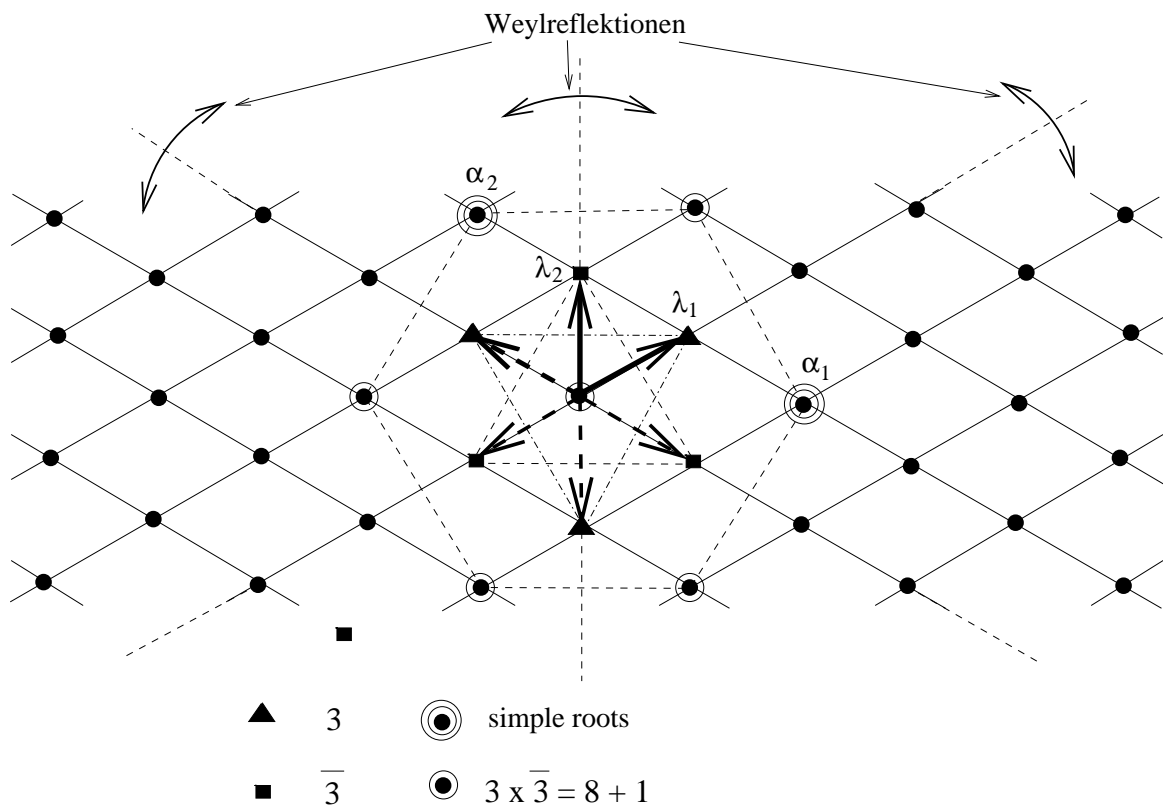 Weylreflektionen
α₂
λ₂
λ₁
α₁
3 simple roots
3̅ 3 x 3̅ = 8 + 1